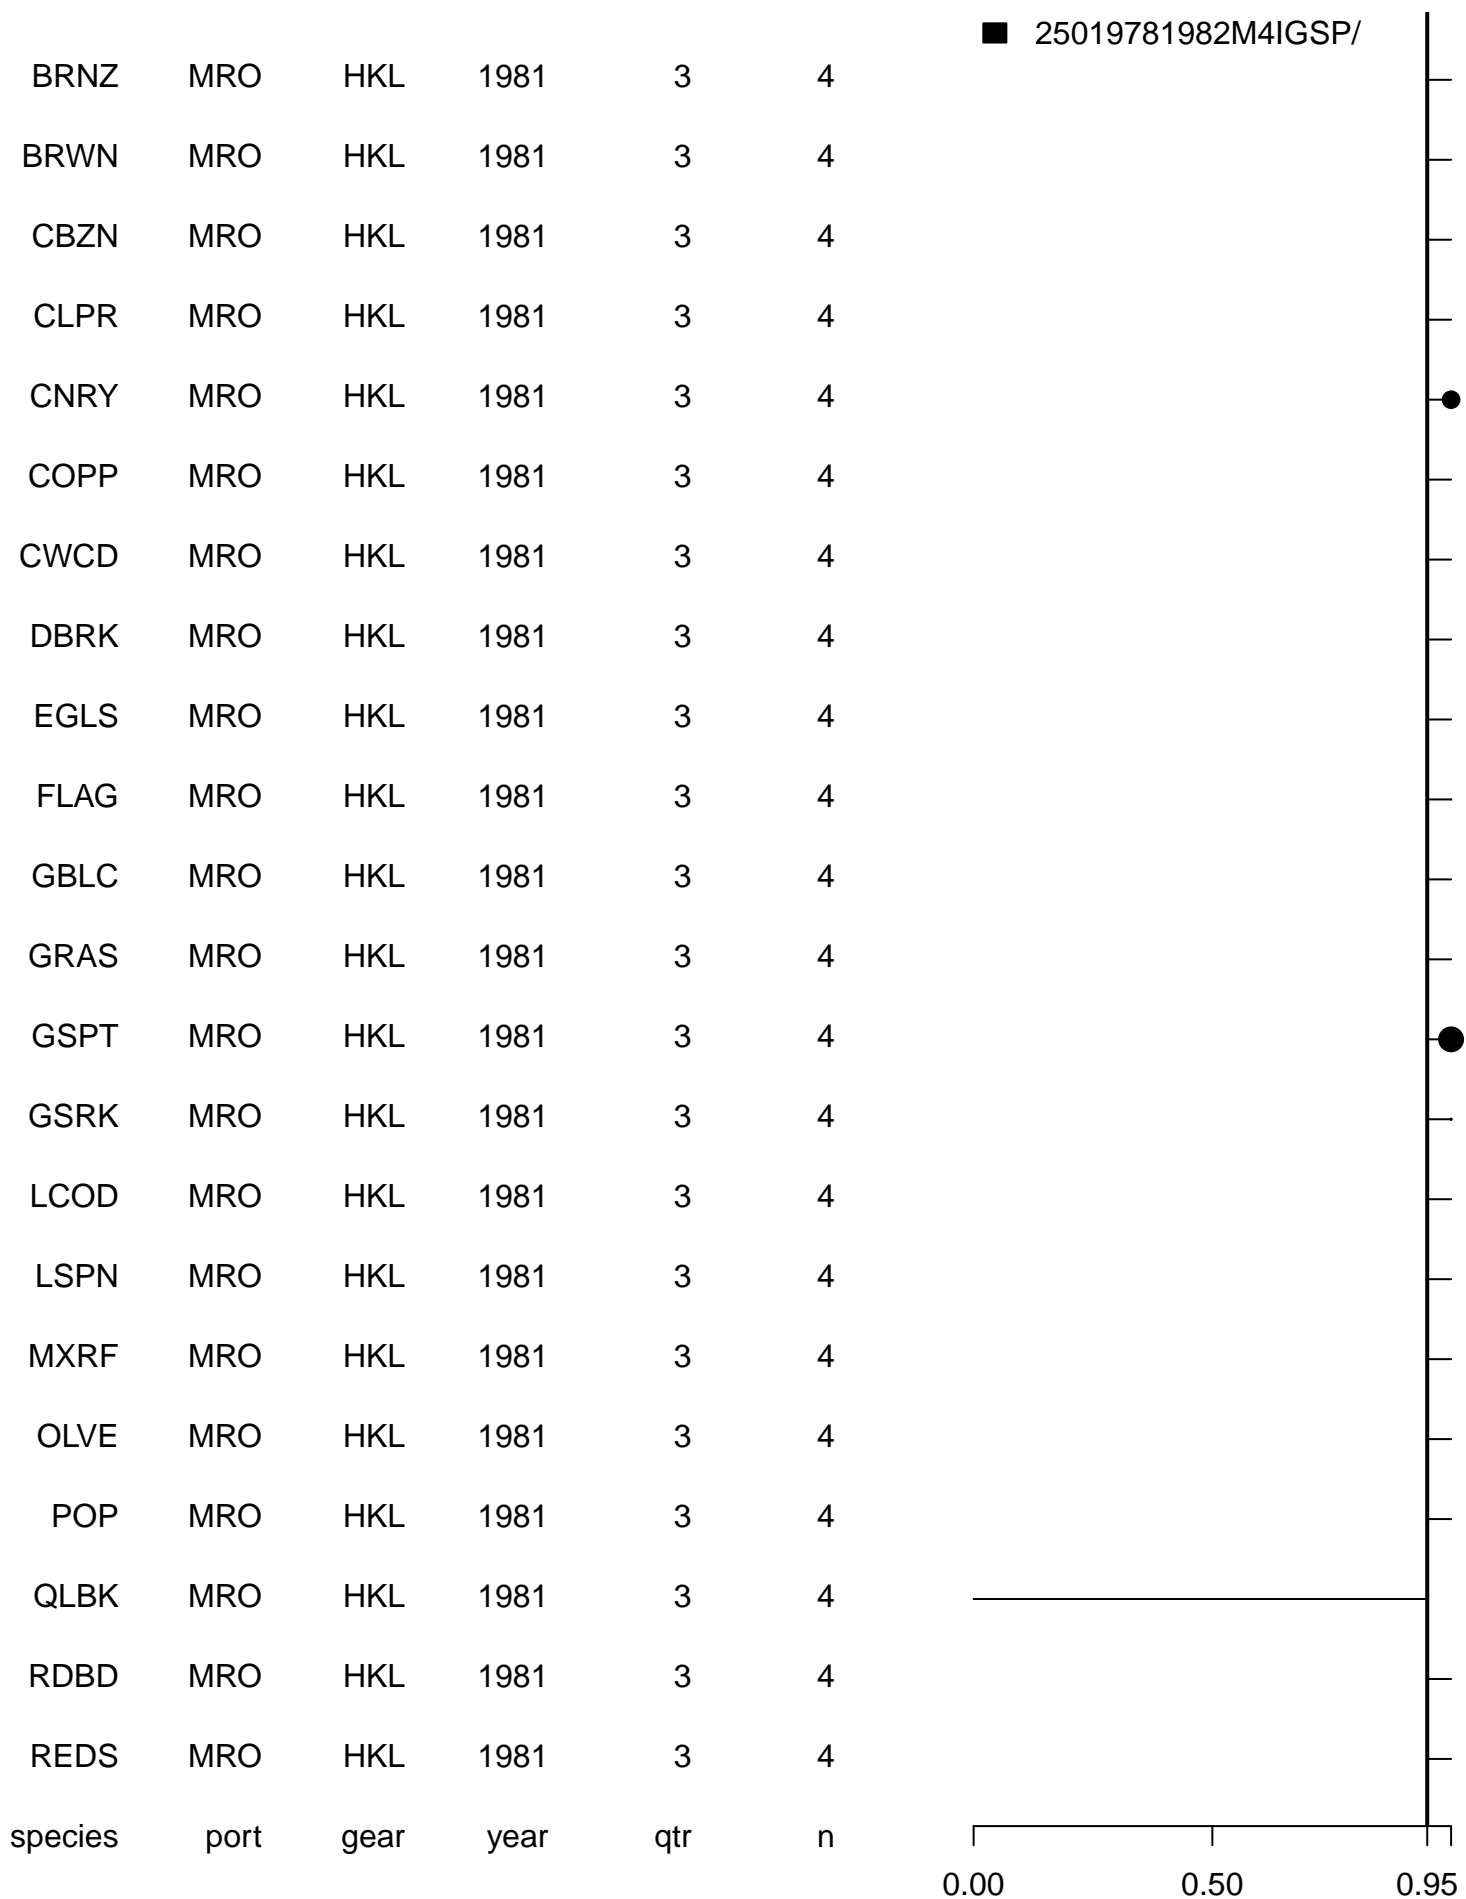 25019781982M4IGSP/
BRNZ MRO HKL 1981 3 4
BRWN MRO HKL 1981 3 4
CBZN MRO HKL 1981 3 4
CLPR MRO HKL 1981 3 4
CNRY MRO HKL 1981 3 4
COPP MRO HKL 1981 3 4
CWCD MRO HKL 1981 3 4
DBRK MRO HKL 1981 3 4
EGLS MRO HKL 1981 3 4
FLAG MRO HKL 1981 3 4
GBLC MRO HKL 1981 3 4
GRAS MRO HKL 1981 3 4
GSPT MRO HKL 1981 3 4
GSRK MRO HKL 1981 3 4
LCOD MRO HKL 1981 3 4
LSPN MRO HKL 1981 3 4
MXRF MRO HKL 1981 3 4
OLVE MRO HKL 1981 3 4
POP MRO HKL 1981 3 4
QLBK MRO HKL 1981 3 4
RDBD MRO HKL 1981 3 4
REDS MRO HKL 1981 3 4
species port gear year qtr n
0.00 0.50 0.95